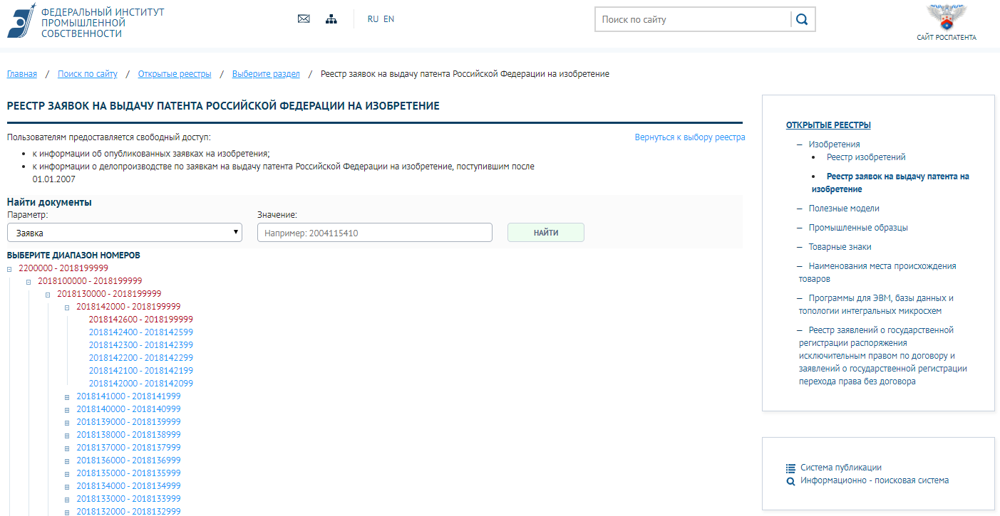 ФЕДЕРАЛЬНЫЙ ИНСТИТУТ
ПРОМЫШЛЕННОЙ
СОБСТВЕННОСТИ
RU EN
Поиск по сайту
САЙТ РОСПАТЕНТА
Главная / Поиск по сайту / Открытые реестры / Выберите раздел / Реестр заявок на выдачу патента Российской Федерации на изобретение
РЕЕСТР ЗАЯВОК НА ВЫДАЧУ ПАТЕНТА РОССИЙСКОЙ ФЕДЕРАЦИИ НА ИЗОБРЕТЕНИЕ
Пользователям предоставляется свободный доступ:
Вернуться к выбору реестра
• к информации об опубликованных заявках на изобретения;
• к информации о делопроизводстве по заявкам на выдачу патента Российской Федерации на изобретение, поступившим после
01.01.2007
Найти документы
Параметр: Значение:
Заявка Например: 2004115410 НАЙТИ
ВЫБЕРИТЕ ДИАПАЗОН НОМЕРОВ
2200000 - 2018199999
2018100000 - 2018199999
2018130000 - 2018199999
2018142000 - 2018199999
2018142600 - 2018199999
2018142400 - 2018142599
2018142300 - 2018142399
2018142200 - 2018142299
2018142100 - 2018142199
2018142000 - 2018142099
2018141000 - 2018141999
2018140000 - 2018140999
2018139000 - 2018139999
2018138000 - 2018138999
2018137000 - 2018137999
2018136000 - 2018136999
2018135000 - 2018135999
2018134000 - 2018134999
2018133000 - 2018133999
2018132000 - 2018132999
ОТКРЫТЫЕ РЕЕСТРЫ
– Изобретения
• Реестр изобретений
• Реестр заявок на выдачу патента на
изобретение
– Полезные модели
– Промышленные образцы
– Товарные знаки
– Наименования места происхождения
товаров
– Программы для ЭВМ, базы данных и
топологии интегральных микросхем
– Реестр заявлений о государственной
регистрации распоряжения
исключительным правом по договору и
заявлений о государственной регистрации
перехода права без договора
Система публикации
Информационно - поисковая система